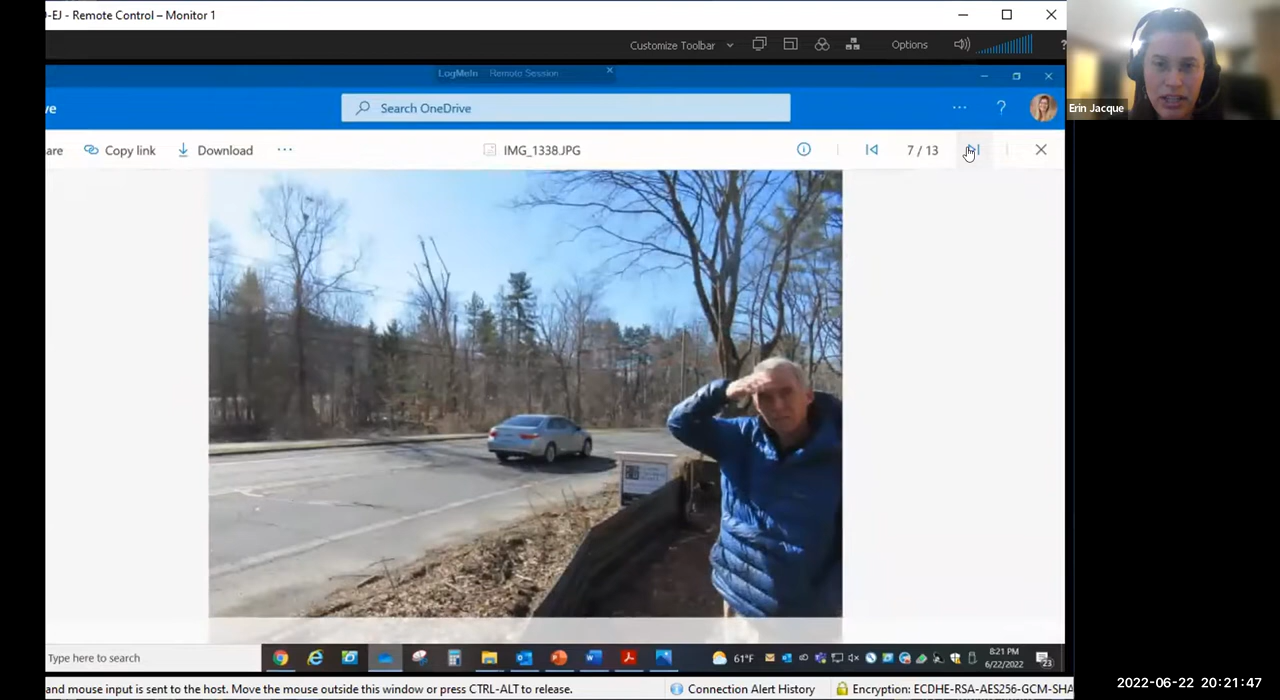 -EJ - Remote Control – Monitor 1
Customize Toolbar
Options
?
LogMeIn Remote Session
ve
Search OneDrive
?
Erin Jacque
are
Copy link
Download
IMG_1338.JPG
7 / 13
Type here to search
61°F
8:21 PM
6/22/2022
23
and mouse input is sent to the host. Move the mouse outside this window or press CTRL-ALT to release.
Connection Alert History
Encryption: ECDHE-RSA-AES256-GCM-SHA
2022-06-22 20:21:47